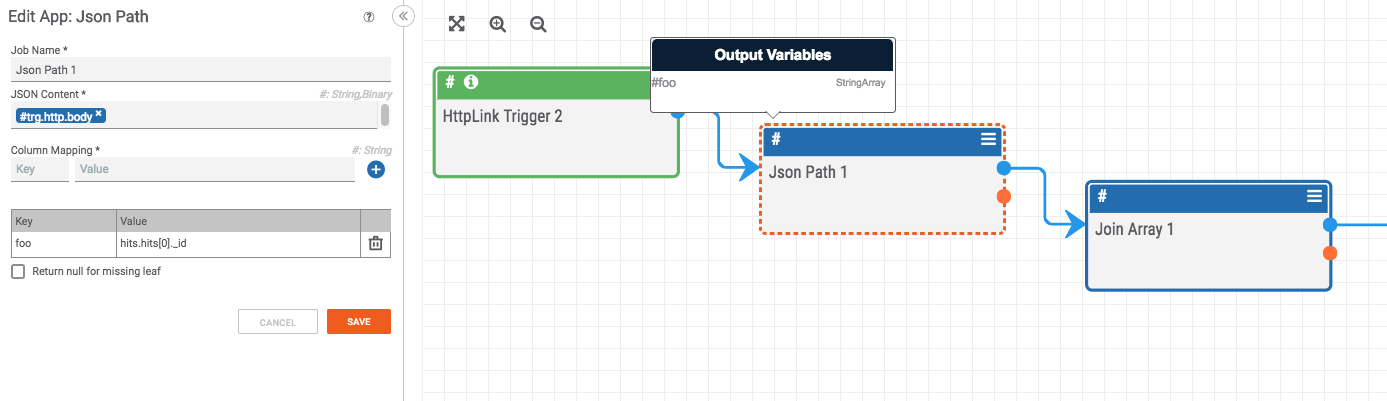 Edit App: Json Path
?
Job Name *
Json Path 1
JSON Content *
#: String,Binary
#trg.http.body ×
Column Mapping *
#: String
Key
Value
Key
Value
foo
hits.hits[0]._id
Return null for missing leaf
CANCEL
SAVE
Output Variables
#foo
StringArray
#
HttpLink Trigger 2
#
Json Path 1
#
Join Array 1